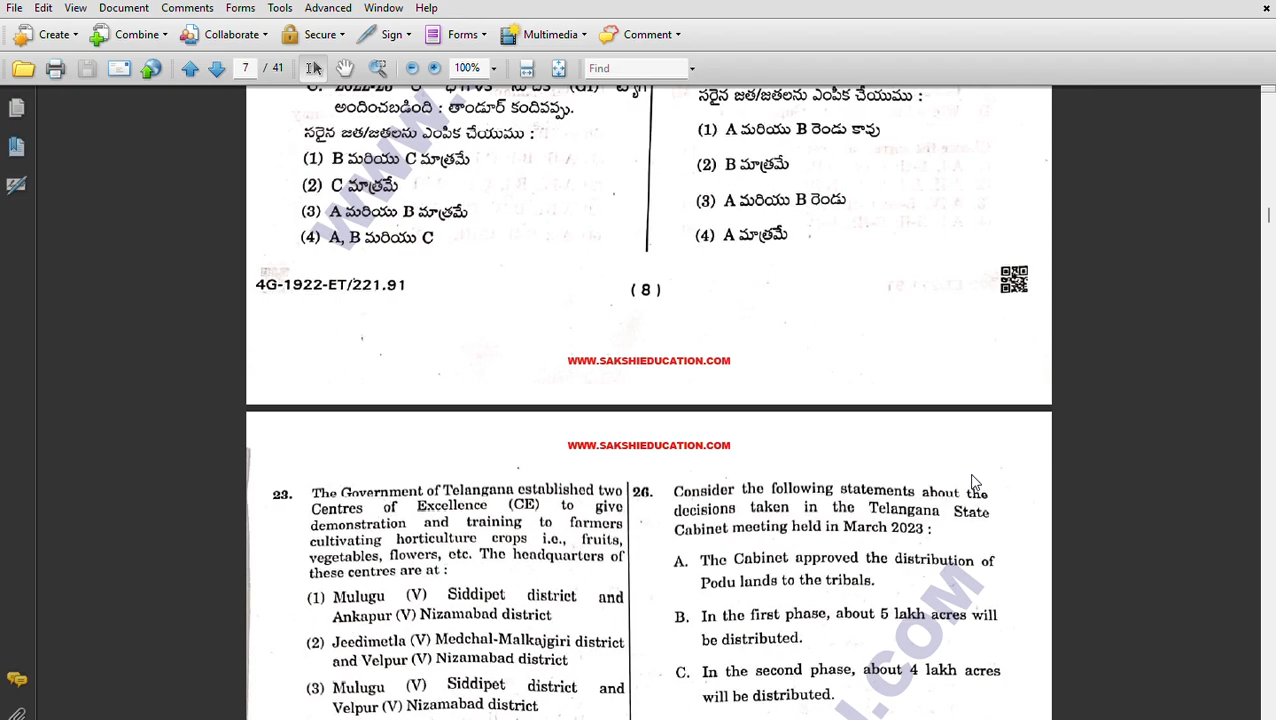 File Edit View Document Comments Forms Tools Advanced Window Help
Create Combine Collaborate Secure Sign Forms Multimedia Comment
7 / 41 100% Find
అందించబడింది : తాండూర్ కందివప్పు.
సరైన జత/జతలను ఎంపిక చేయుము :
(1) B మరియు C మాత్రమే
(2) C మాత్రమే
(3) A మరియు B మాత్రమే
(4) A, B మరియు C
సరైన జత/జతలను ఎంపిక చేయుము :
(1) A మరియు B రెండు కావు
(2) B మాత్రమే
(3) A మరియు B రెండు
(4) A మాత్రమే
4G-1922-ET/221.91
( 8 )
WWW.SAKSHIEDUCATION.COM
WWW.SAKSHIEDUCATION.COM
23. The Government of Telangana established two
Centres of Excellence (CE) to give
demonstration and training to farmers
cultivating horticulture crops i.e., fruits,
vegetables, flowers, etc. The headquarters of
these centres are at :
(1) Mulugu (V) Siddipet district and
Ankapur (V) Nizamabad district
(2) Jeedimetla (V) Medchal-Malkajgiri district
and Velpur (V) Nizamabad district
(3) Mulugu (V) Siddipet district and
Velpur (V) Nizamabad district
26. Consider the following statements about the
decisions taken in the Telangana State
Cabinet meeting held in March 2023 :
A. The Cabinet approved the distribution of
Podu lands to the tribals.
B. In the first phase, about 5 lakh acres will
be distributed.
C. In the second phase, about 4 lakh acres
will be distributed.